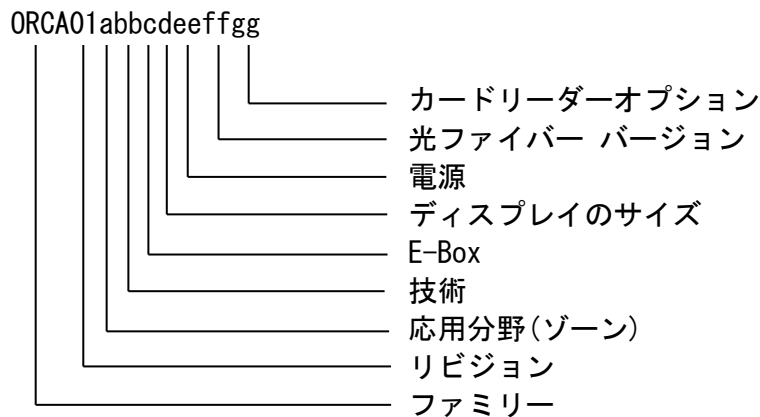 ORCA01abbcdeeffgg
カードリーダーオプション
光ファイバー バージョン
電源
ディスプレイのサイズ
E-Box
技術
応用分野(ゾーン)
リビジョン
ファミリー